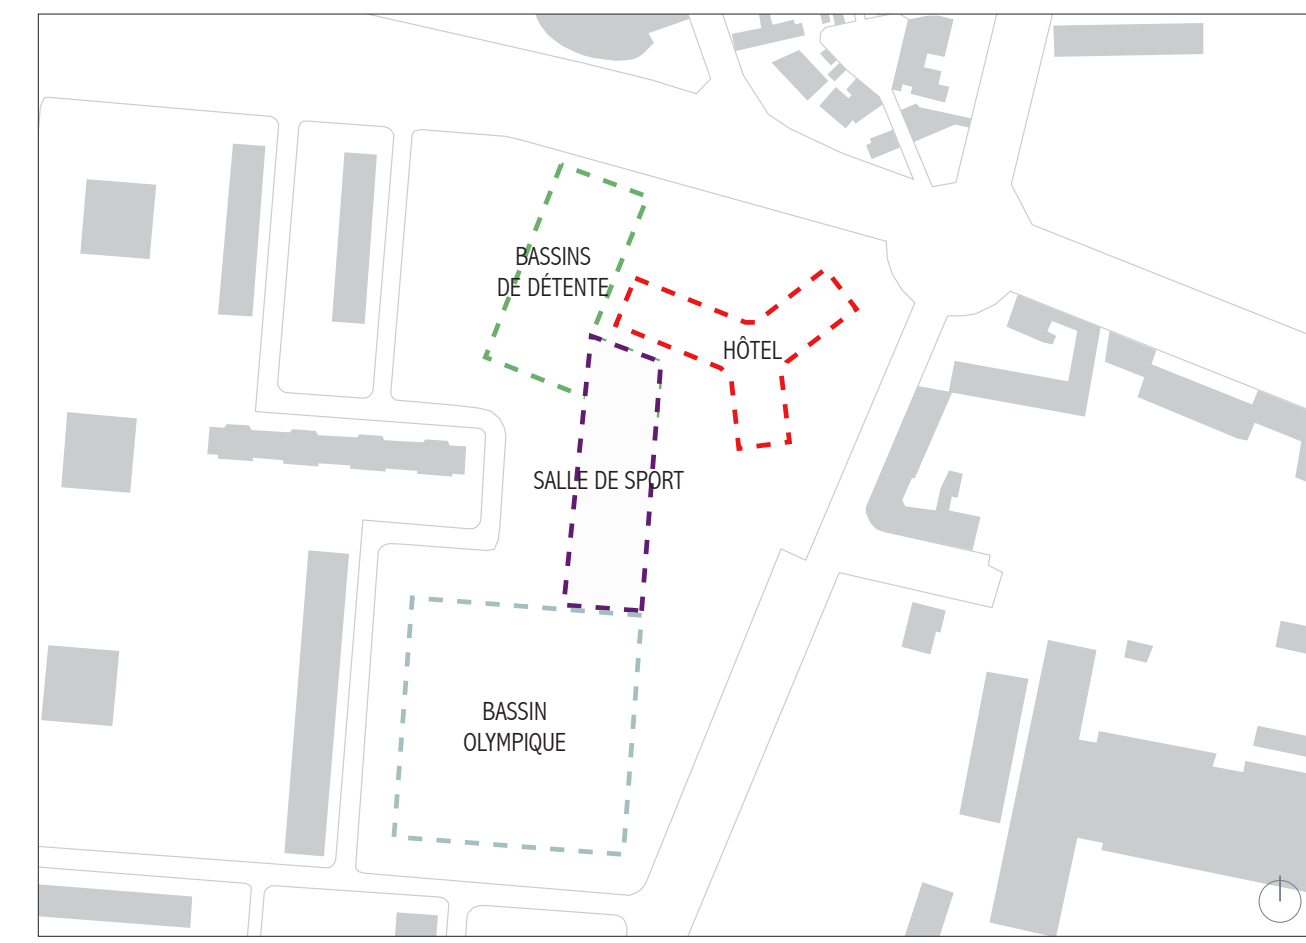 BASSINS
DE DÉTENTE
HÔTEL
SALLE DE SPORT
BASSIN
OLYMPIQUE